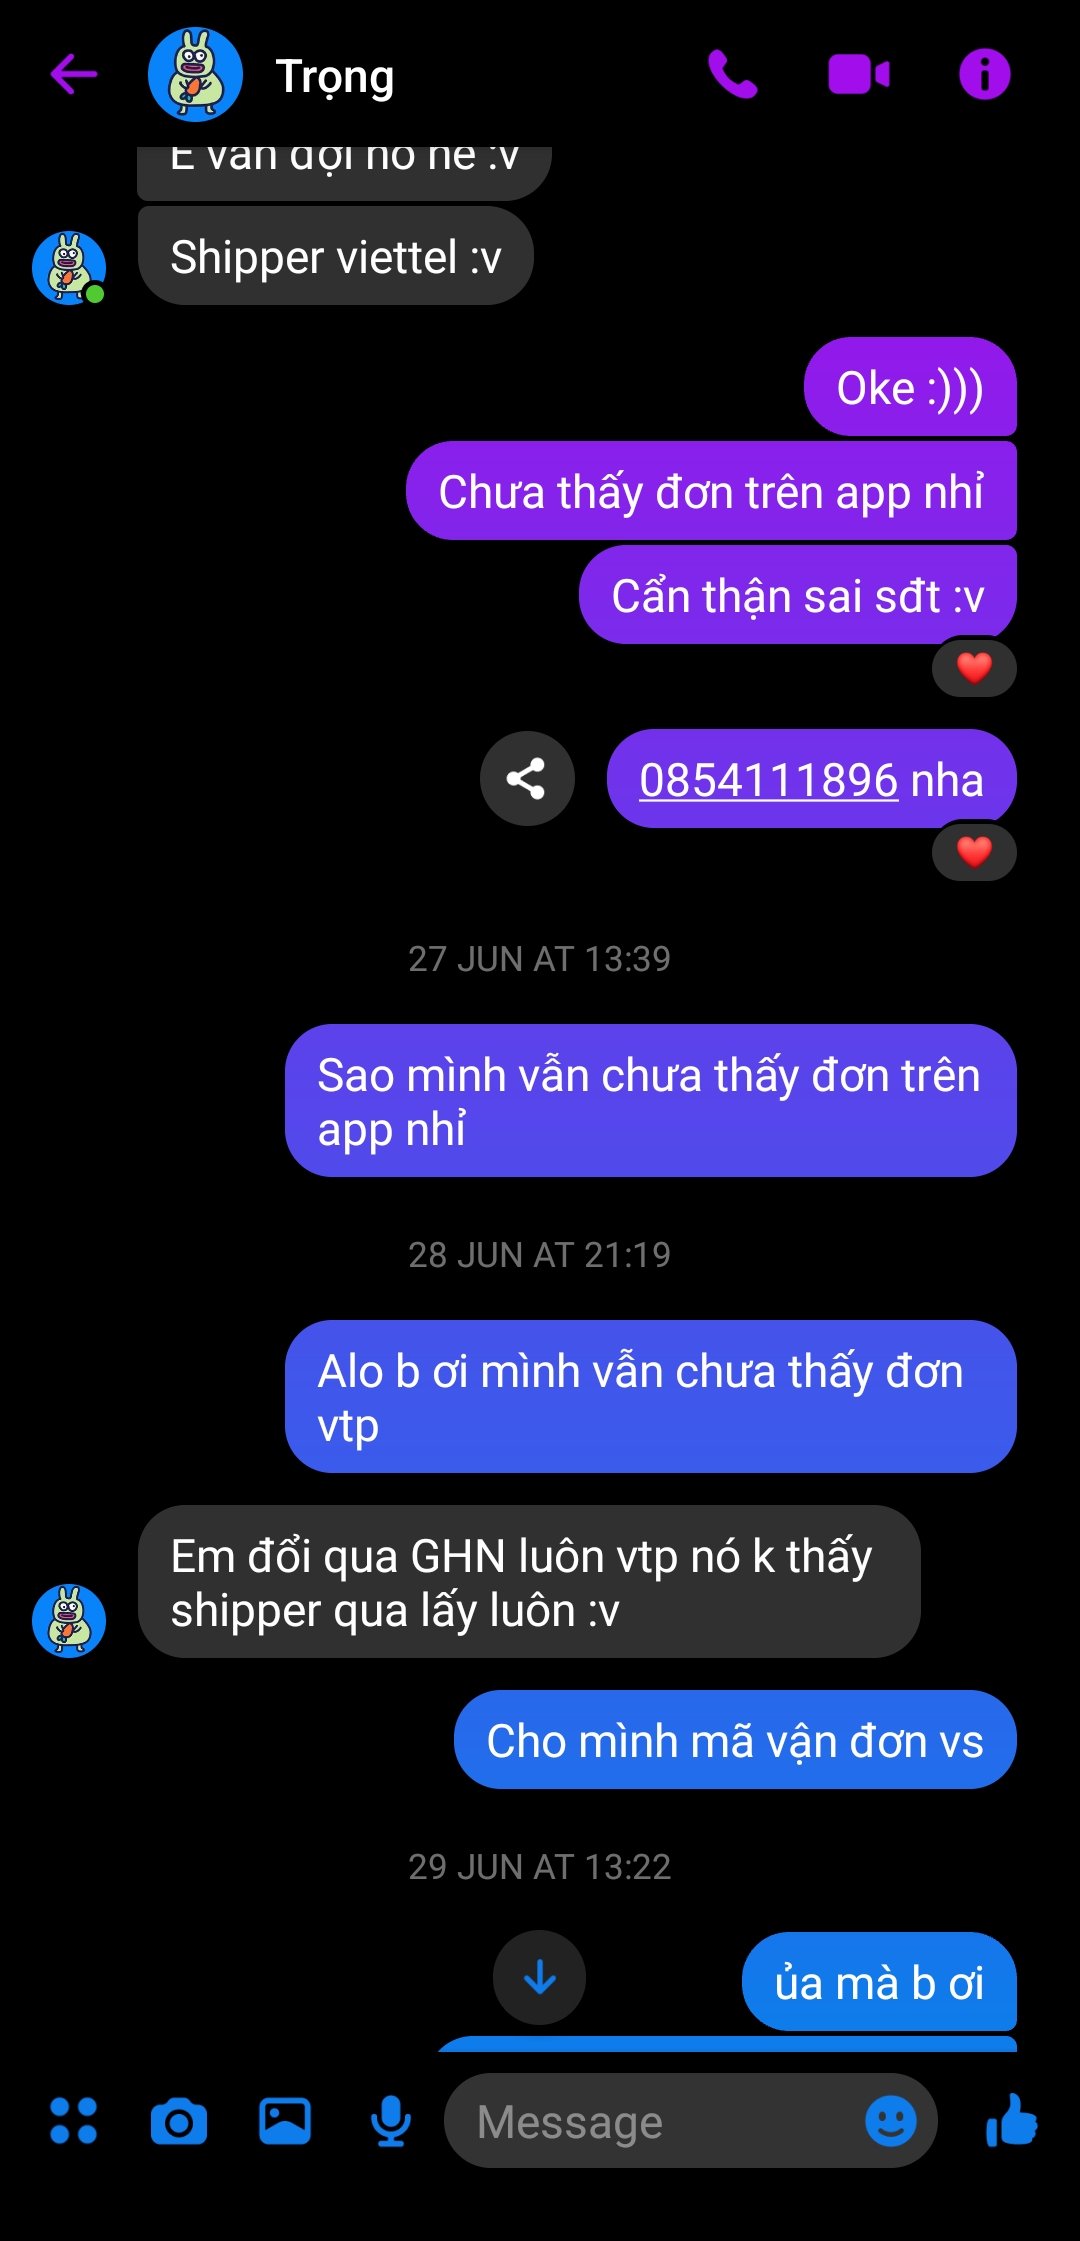 Trọng
E vẫn đợi nó nè :v
Shipper viettel :v
Oke :)))
Chưa thấy đơn trên app nhỉ
Cẩn thận sai sđt :v
0854111896 nha
27 JUN AT 13:39
Sao mình vẫn chưa thấy đơn trên
app nhỉ
28 JUN AT 21:19
Alo b ơi mình vẫn chưa thấy đơn
vtp
Em đổi qua GHN luôn vtp nó k thấy
shipper qua lấy luôn :v
Cho mình mã vận đơn vs
29 JUN AT 13:22
ủa mà b ơi
Message